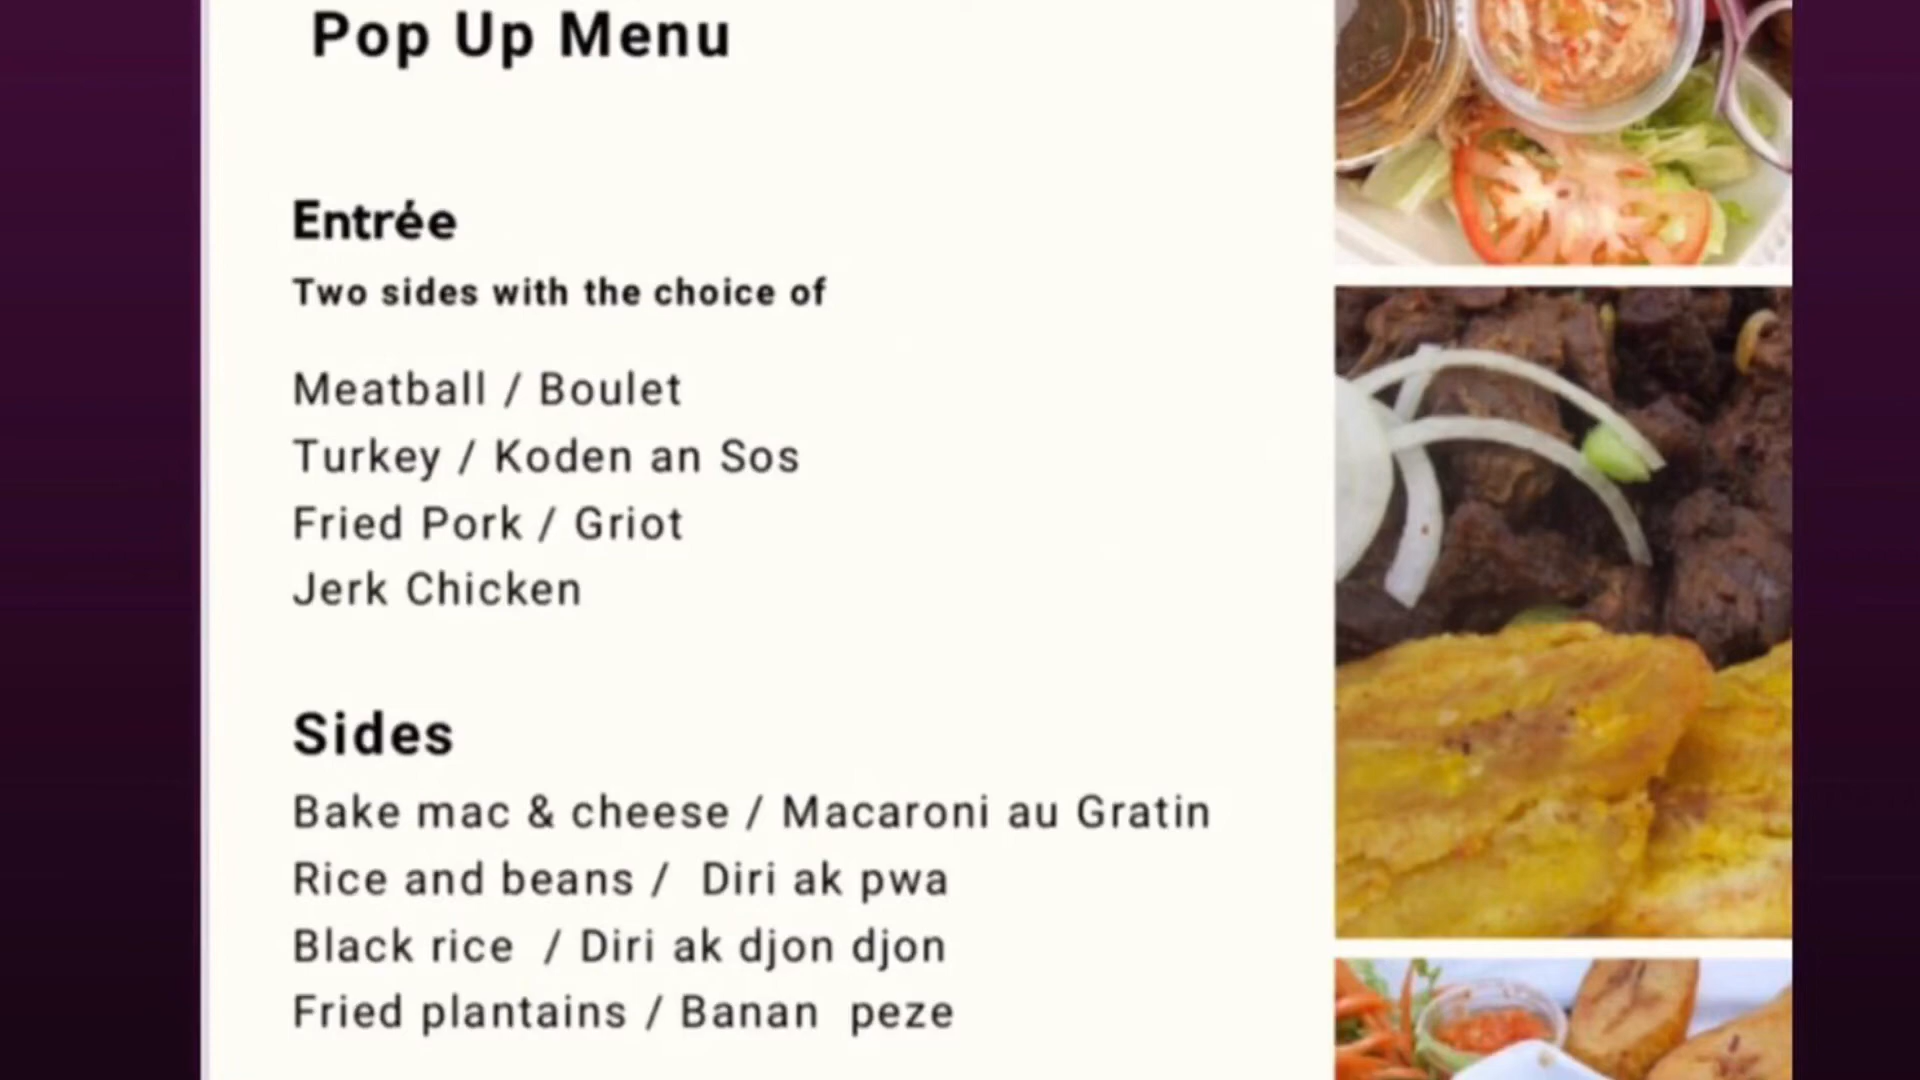 Pop Up Menu
Entrée
Two sides with the choice of
Meatball / Boulet
Turkey / Koden an Sos
Fried Pork / Griot
Jerk Chicken
Sides
Bake mac & cheese / Macaroni au Gratin
Rice and beans / Diri ak pwa
Black rice / Diri ak djon djon
Fried plantains / Banan peze